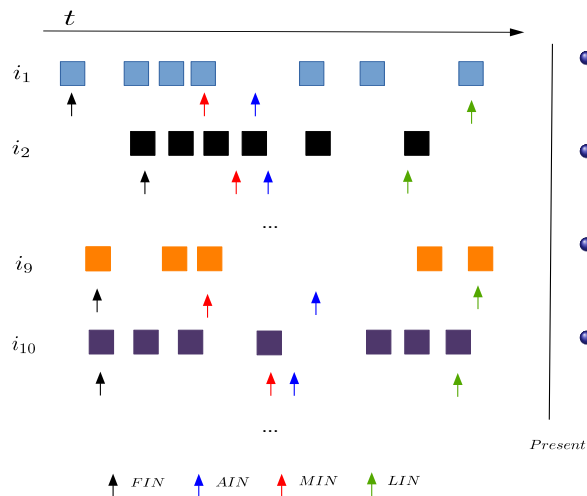 t
i1
i2
...
i9
i10
...
Present
FIN AIN MIN LIN